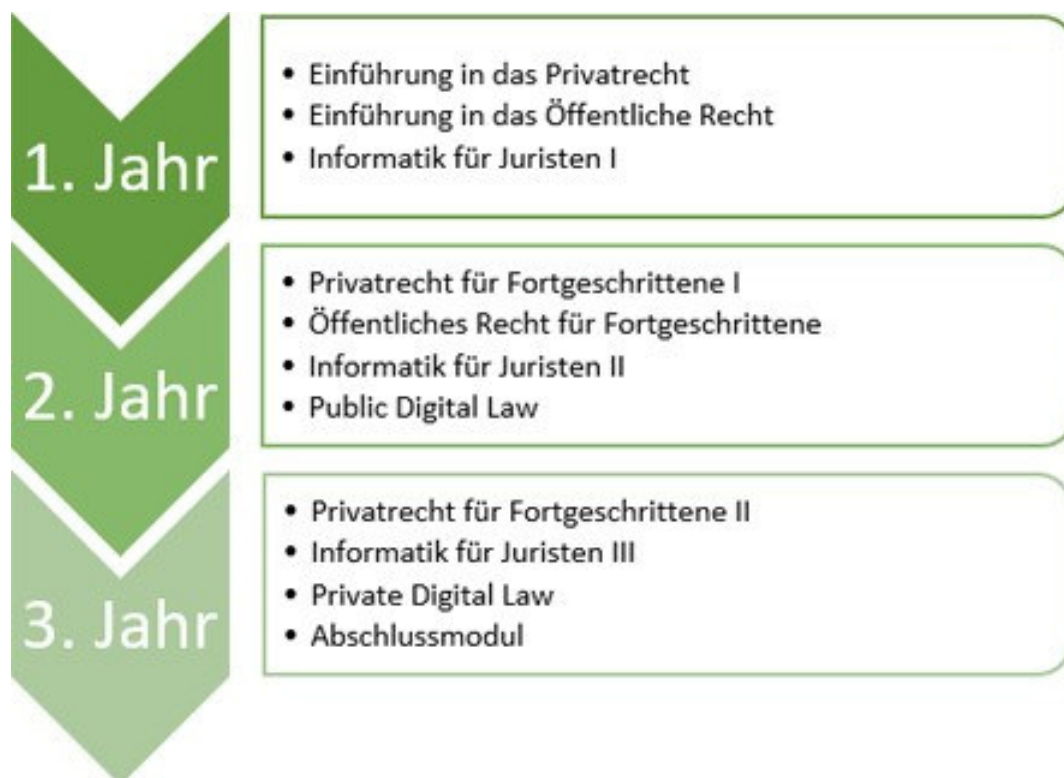 1. Jahr
• Einführung in das Privatrecht
• Einführung in das Öffentliche Recht
• Informatik für Juristen I
2. Jahr
• Privatrecht für Fortgeschrittene I
• Öffentliches Recht für Fortgeschrittene
• Informatik für Juristen II
• Public Digital Law
3. Jahr
• Privatrecht für Fortgeschrittene II
• Informatik für Juristen III
• Private Digital Law
• Abschlussmodul